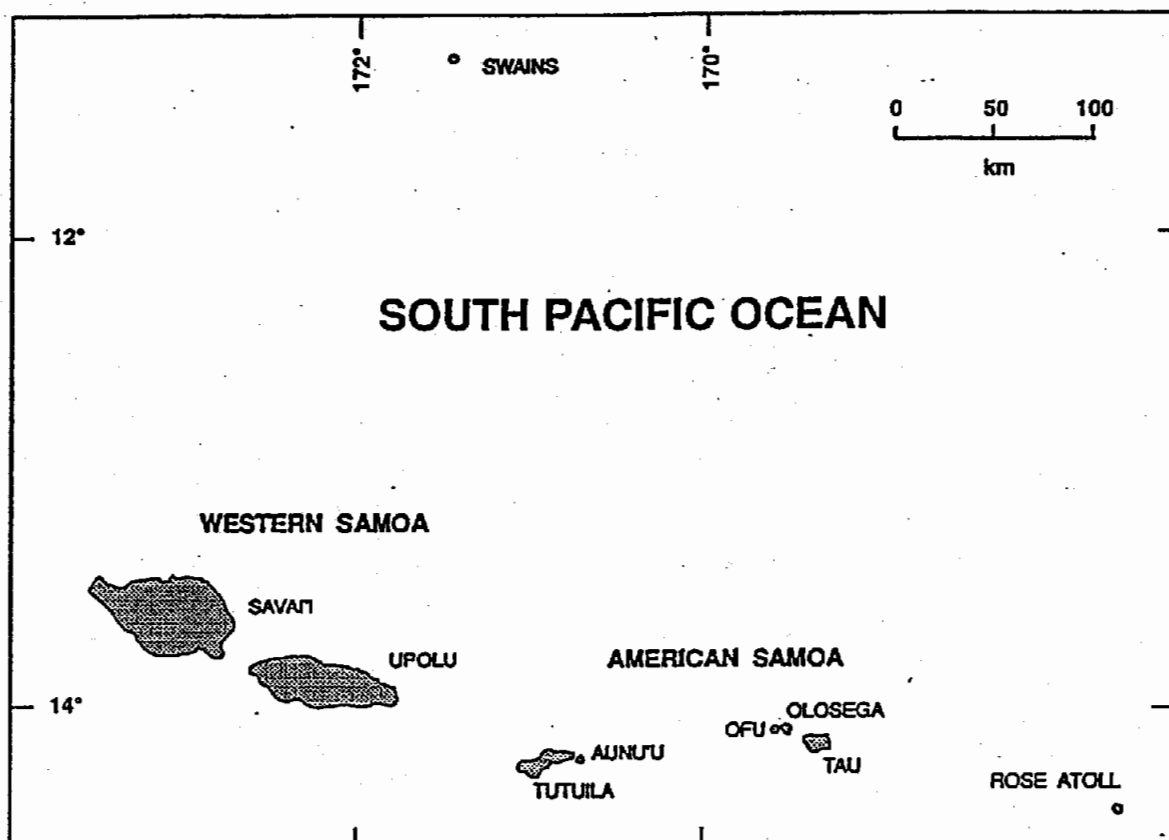 172°
170°
SWAINS
0 50 100
km
12°
SOUTH PACIFIC OCEAN
WESTERN SAMOA
SAVAI'I
UPOLU
AMERICAN SAMOA
14°
OLOSEGA
OFU
AUNU'U
TAU
TUTUILA
ROSE ATOLL